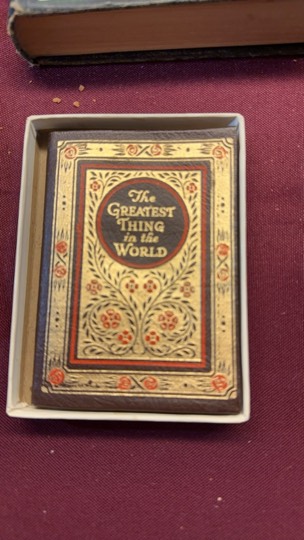 The
GREATEST
THING
in the
WORLD